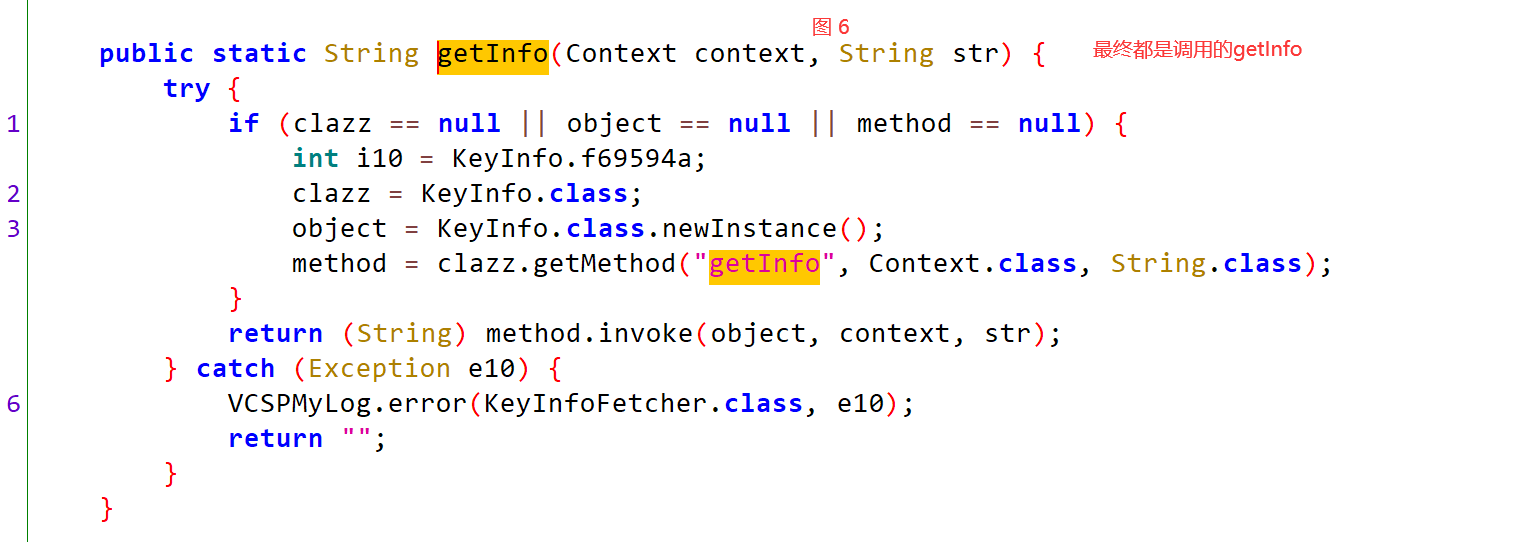 图 6
public static String getInfo(Context context, String str) { 最终都是调用的getInfo
try {
1 if (clazz == null || object == null || method == null) {
int i10 = KeyInfo.f69594a;
2 clazz = KeyInfo.class;
3 object = KeyInfo.class.newInstance();
method = clazz.getMethod("getInfo", Context.class, String.class);
}
return (String) method.invoke(object, context, str);
} catch (Exception e10) {
6 VCSPMyLog.error(KeyInfoFetcher.class, e10);
return "";
}
}